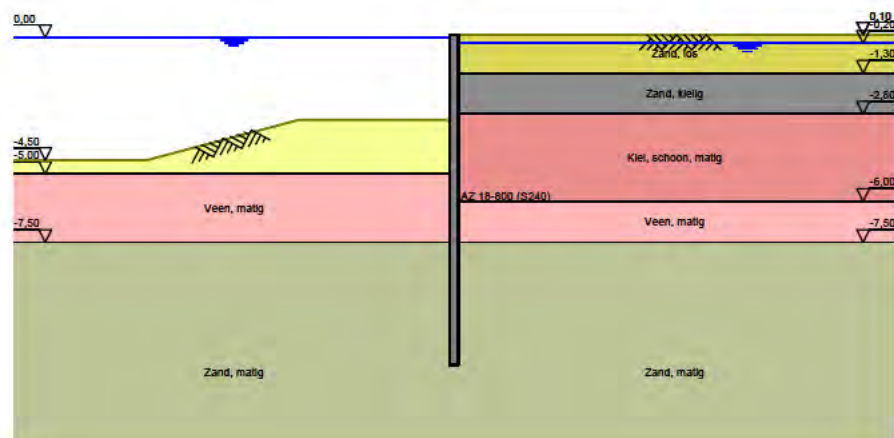 0,00
0,10
-0,20
Zand, los
-1,30
Zand, kleiig
-2,80
Klei, schoon, matig
-4,50
-5,00
-6,00
AZ 18-800 (S240)
Veen, matig
Veen, matig
-7,50
-7,50
Zand, matig
Zand, matig